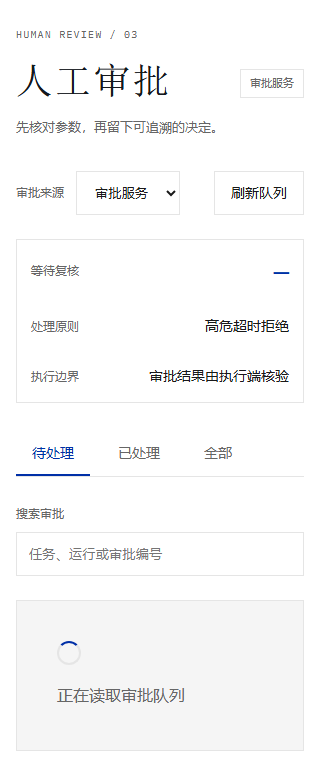 HUMAN REVIEW / 03
人工审批
审批服务
先核对参数，再留下可追溯的决定。
审批来源
审批服务
刷新队列
等待复核
—
处理原则
高危超时拒绝
执行边界
审批结果由执行端核验
待处理
已处理
全部
搜索审批
任务、运行或审批编号
正在读取审批队列